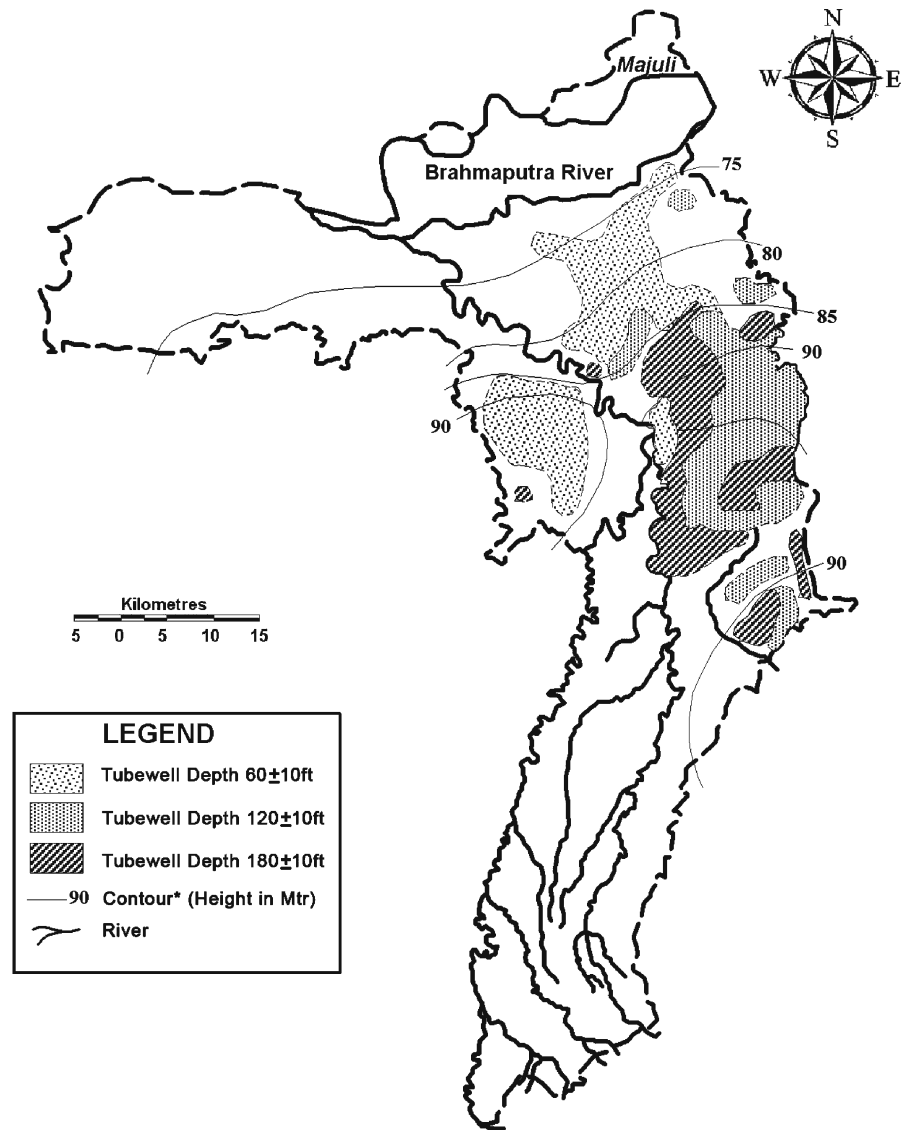 N
Majuli
W
E
S
Brahmaputra River
75
80
85
90
90
90
Kilometres
5 0 5 10 15
LEGEND
Tubewell Depth 60±10ft
Tubewell Depth 120±10ft
Tubewell Depth 180±10ft
90 Contour* (Height in Mtr)
River